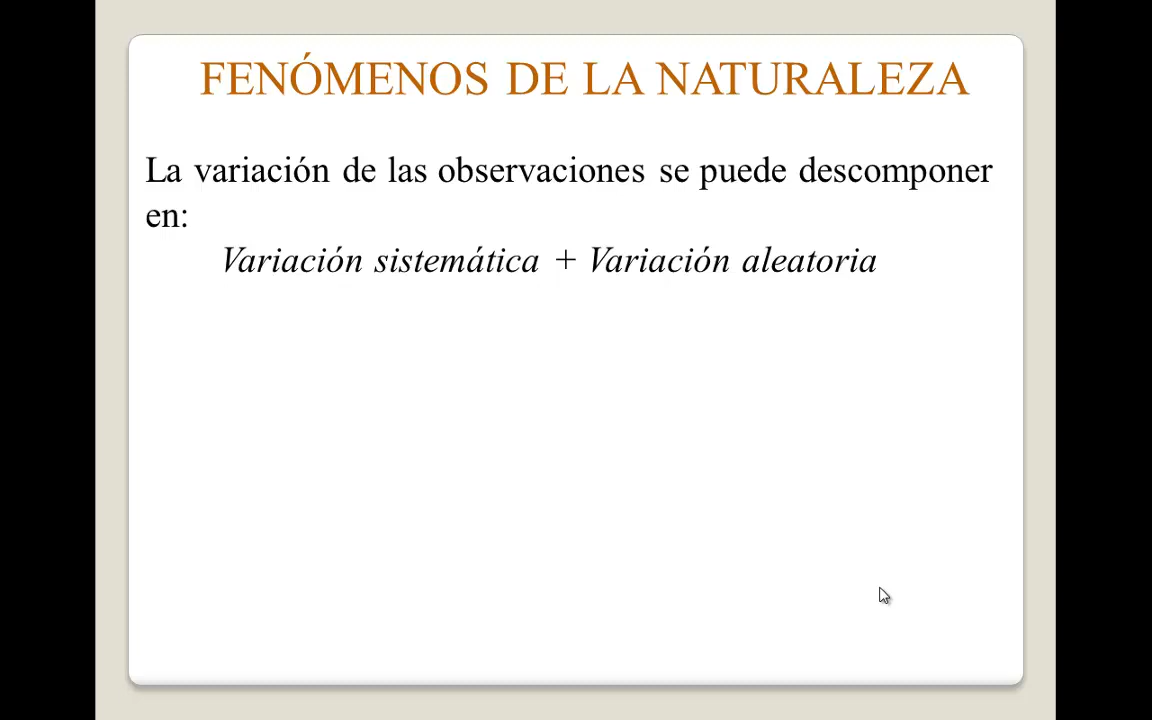 FENÓMENOS DE LA NATURALEZA
La variación de las observaciones se puede descomponer
en:
Variación sistemática + Variación aleatoria